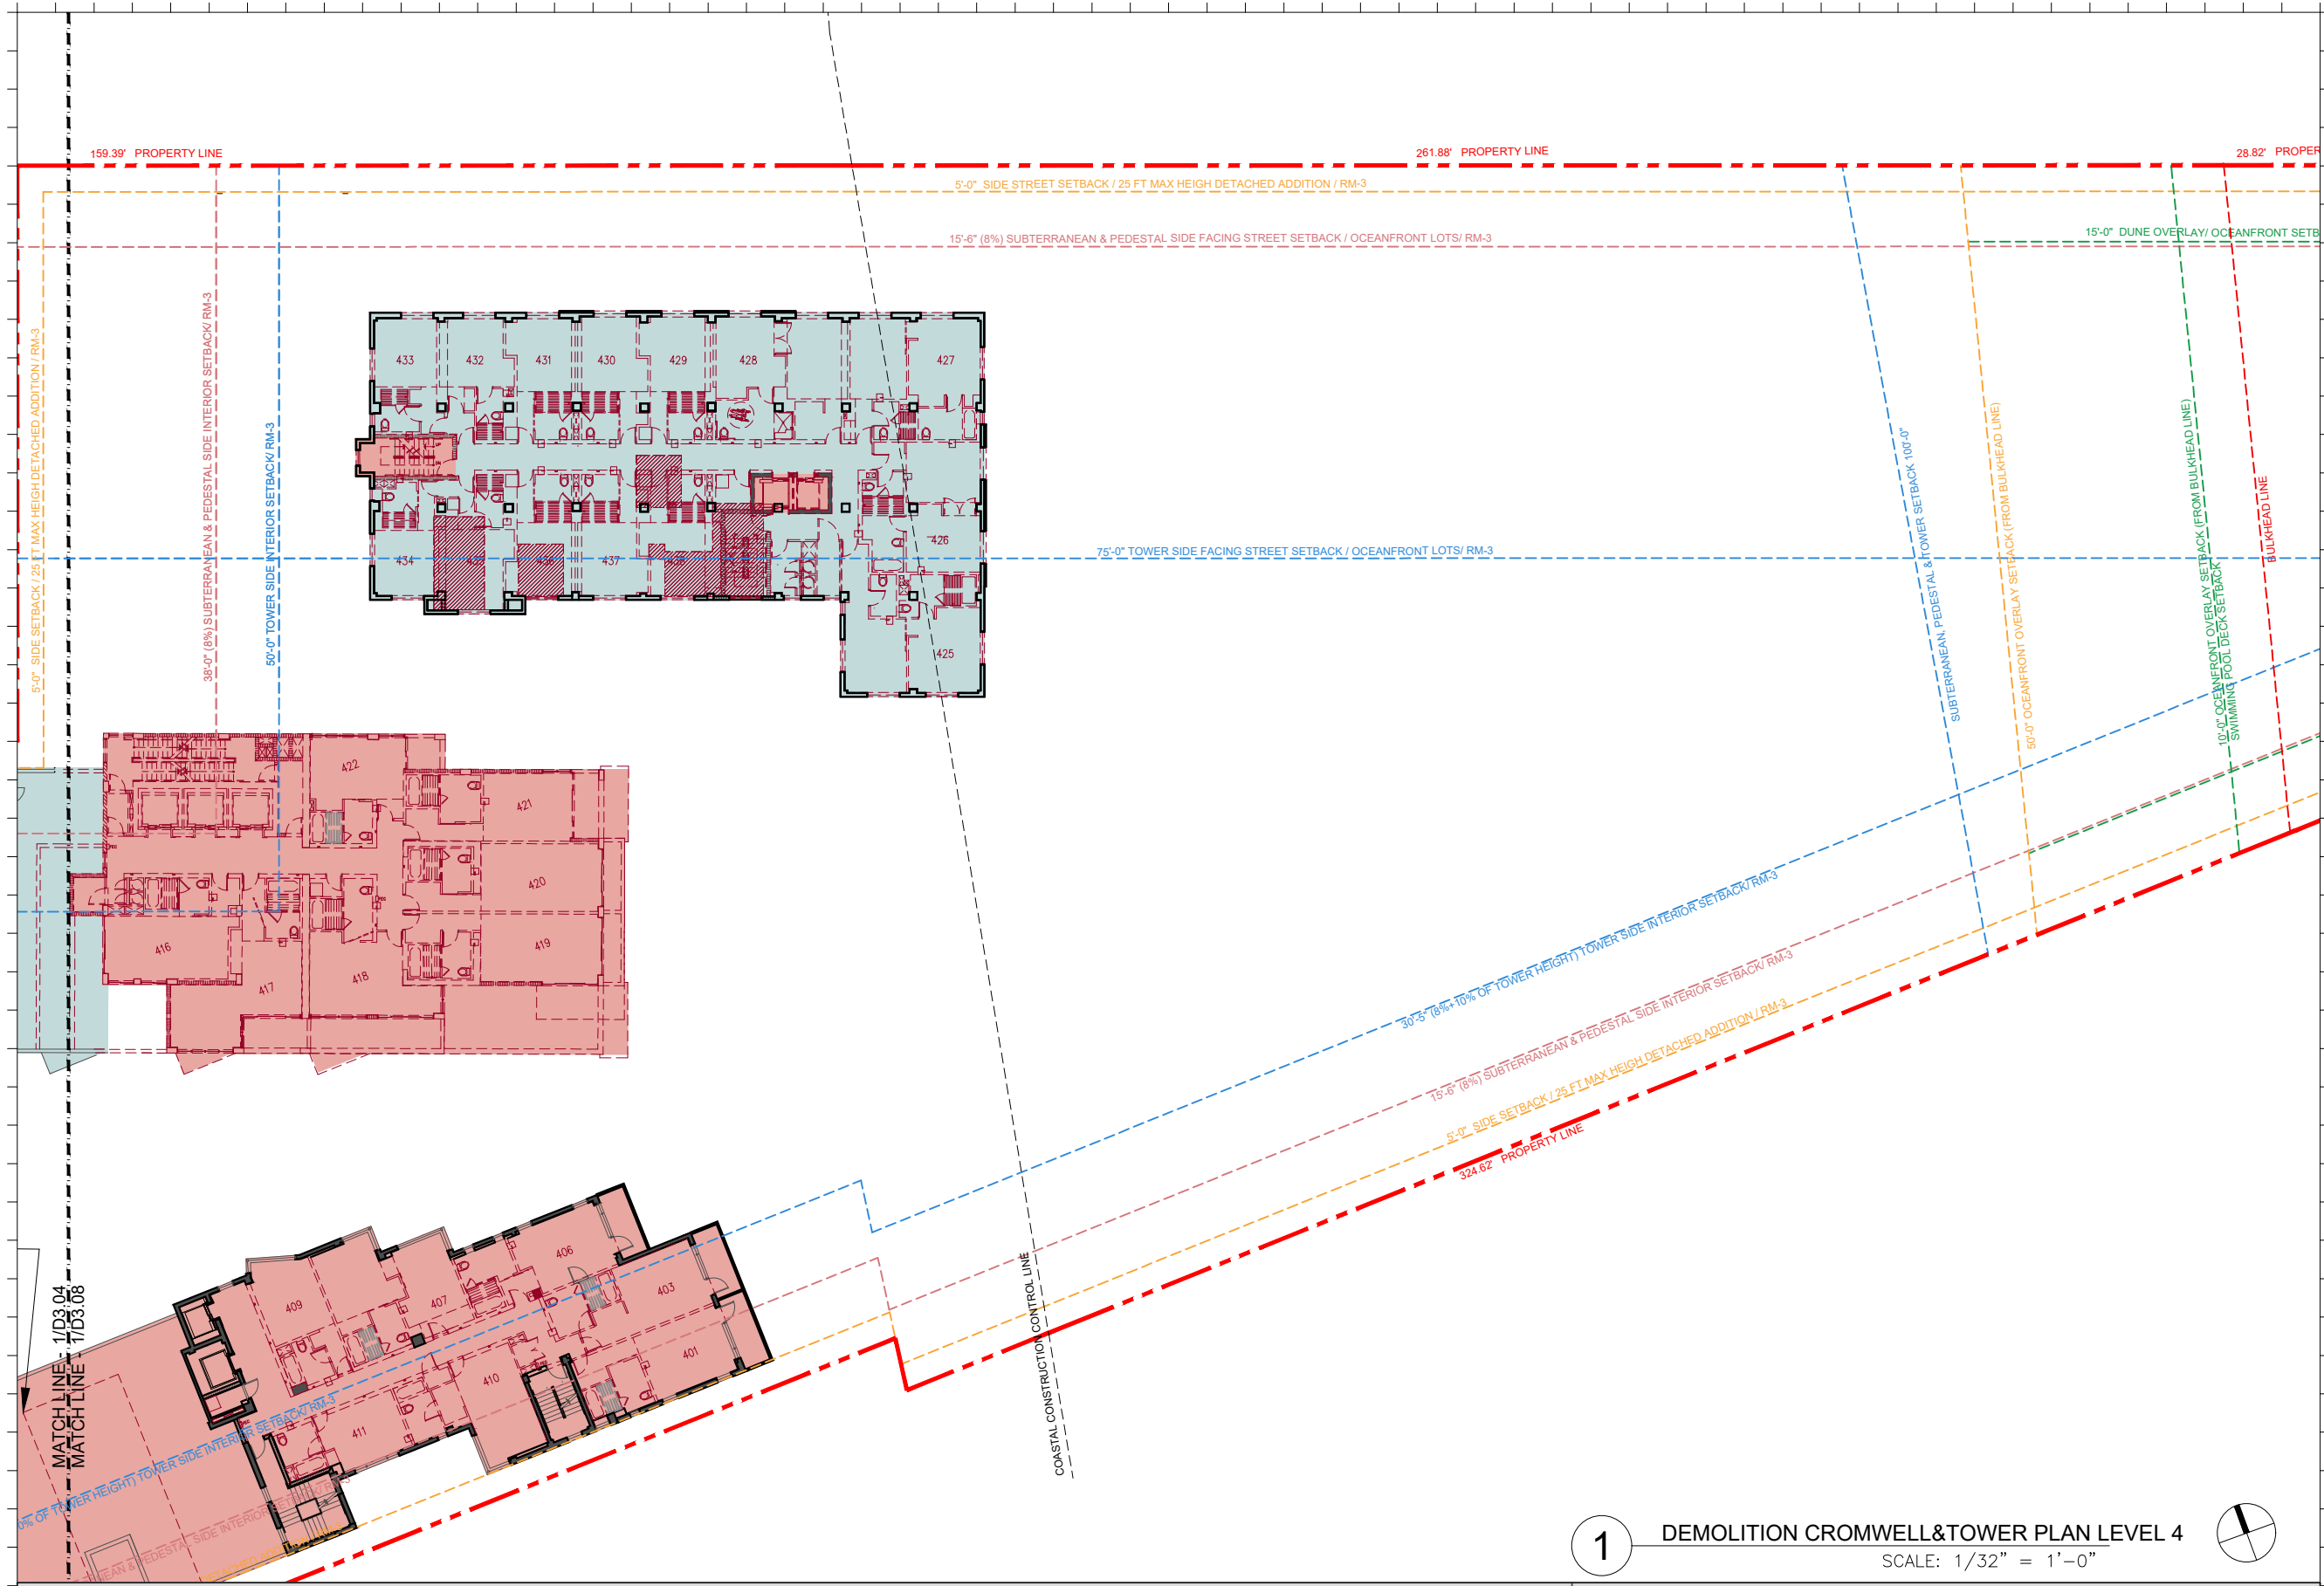 159.39' PROPERTY LINE
261.88' PROPERTY LINE
28.82' PROPER
5'-0" SIDE STREET SETBACK / 25 FT MAX HEIGH DETACHED ADDITION / RM-3
15'-6" (8%) SUBTERRANEAN & PEDESTAL SIDE FACING STREET SETBACK / OCEANFRONT LOTS/ RM-3
15'-0" DUNE OVERLAY/ OCEANFRONT SETB
5'-0" SIDE SETBACK / 25 FT MAX HEIGH DETACHED ADDITION / RM-3
38'-0" (8%) SUBTERRANEAN & PEDESTAL SIDE INTERIOR SETBACK/ RM-3
50'-0" TOWER SIDE INTERIOR SETBACK/ RM-3
433
432
431
430
429
428
427
434
435
436
437
438
426
425
75'-0" TOWER SIDE FACING STREET SETBACK / OCEANFRONT LOTS/ RM-3
SUBTERRANEAN, PEDESTAL & TOWER SETBACK 100'-0"
50'-0" OCEANFRONT OVERLAY SETBACK (FROM BULKHEAD LINE)
10'-0" OCEANFRONT OVERLAY SETBACK (FROM BULKHEAD LINE)
SWIMMING POOL DECK SETBACK
BULKHEAD LINE
422
421
420
419
418
417
416
30'-5" (8%+10% OF TOWER HEIGHT) TOWER SIDE INTERIOR SETBACK/ RM-3
15'-6" (8%) SUBTERRANEAN & PEDESTAL SIDE INTERIOR SETBACK/ RM-3
5'-0" SIDE SETBACK / 25 FT MAX HEIGH DETACHED ADDITION / RM-3
324.62' PROPERTY LINE
COASTAL CONSTRUCTION CONTROL LINE
409
407
406
403
401
410
411
MATCH LINE - 1/D3.04
MATCH LINE - 1/D3.08
0% OF TOWER HEIGHT) TOWER SIDE INTERIOR SETBACK/ RM-3
NEAN & PEDESTAL SIDE INTERIOR SETBACK/
1
DEMOLITION CROMWELL&TOWER PLAN LEVEL 4
SCALE: 1/32" = 1'-0"